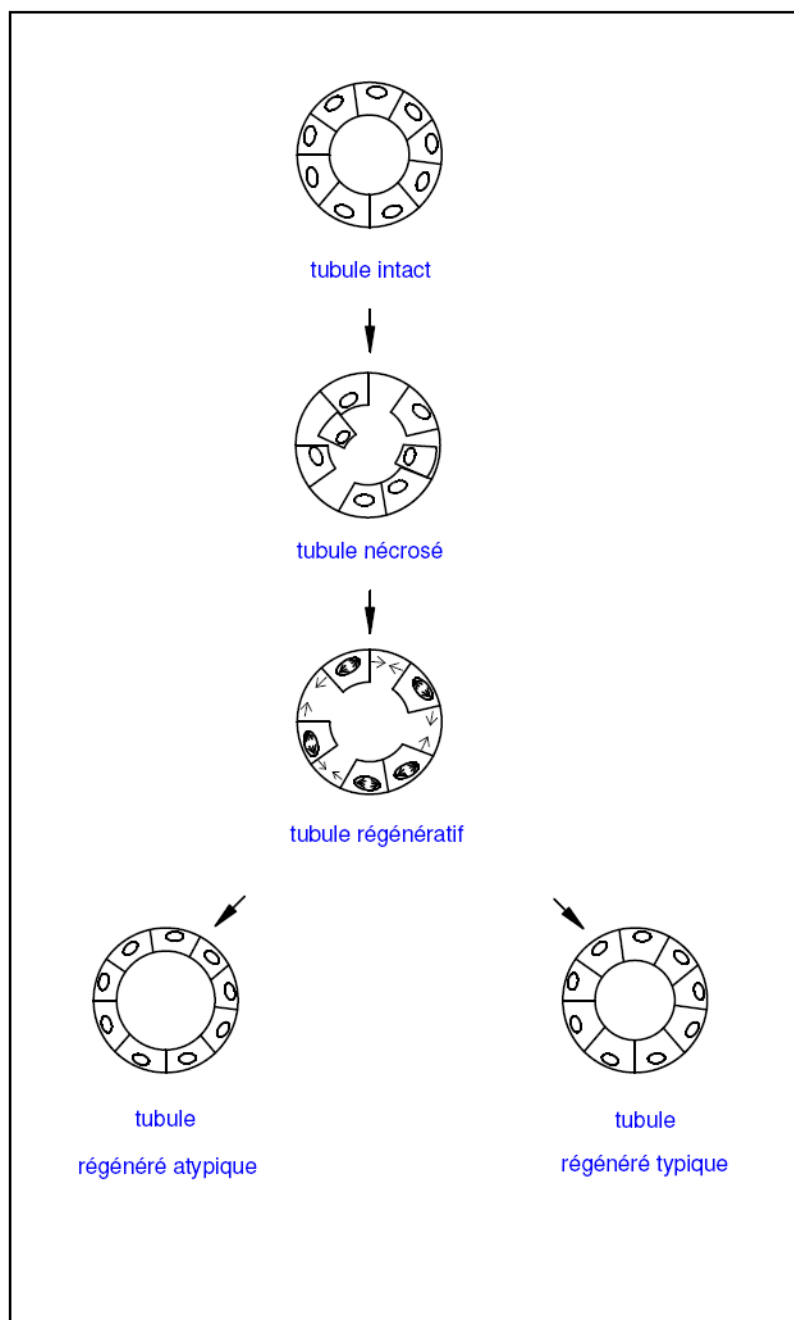 tubule intact
tubule nécrosé
tubule régénératif
tubule
régénéré atypique
tubule
régénéré typique